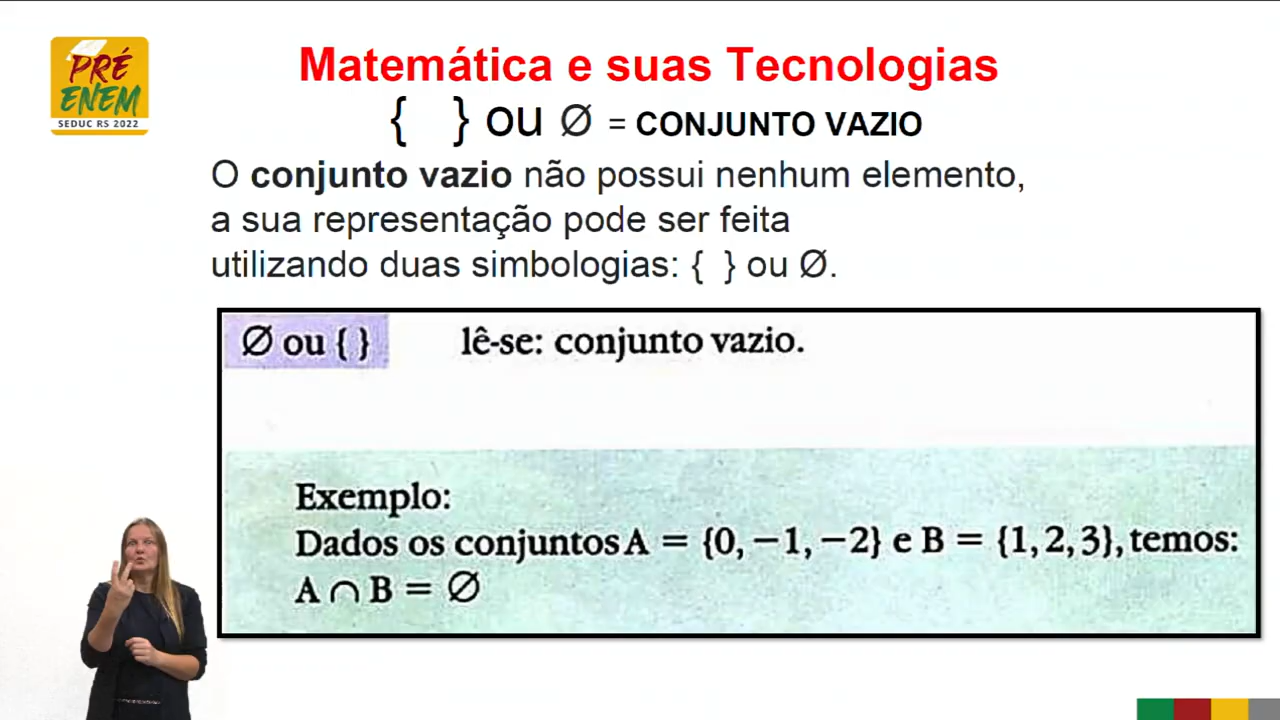 PRÉ
ENEM
SEDUC RS 2022
Matemática e suas Tecnologias
{ } ou Ø = CONJUNTO VAZIO
O conjunto vazio não possui nenhum elemento,
a sua representação pode ser feita
utilizando duas simbologias: { } ou Ø.
Ø ou { } lê-se: conjunto vazio.
Exemplo:
Dados os conjuntos A = {0, −1, −2} e B = {1, 2, 3}, temos:
A ∩ B = Ø